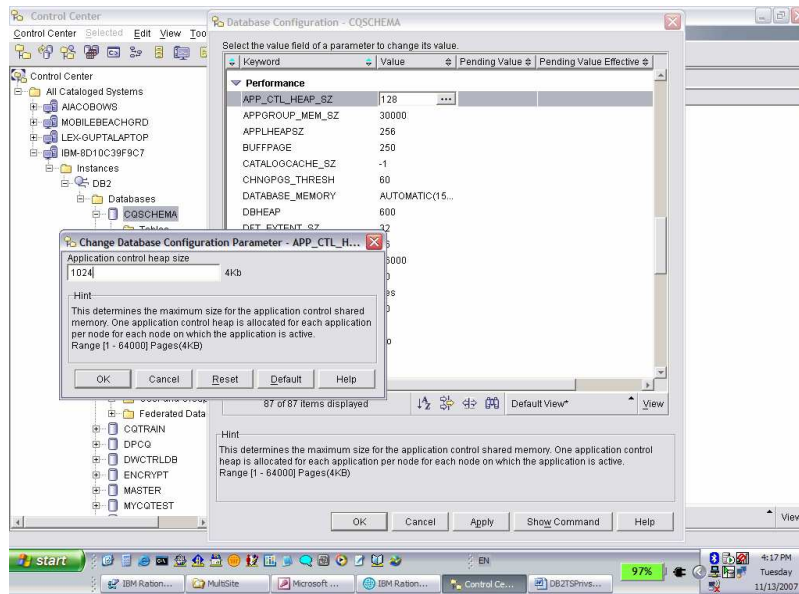 Control Center
Control Center Selected Edit View Too
Control Center
All Cataloged Systems
AIACOBOWS
MOBILEBEACHGRD
LEX-GUPTALAPTOP
IBM-8D10C39F9C7
Instances
DB2
Databases
CQSCHEMA
Federated Data
CQTRAIN
DPCQ
DWCTRLDB
ENCRYPT
MASTER
MYCQTEST
Database Configuration - CQSCHEMA
Select the value field of a parameter to change its value.
Keyword Value Pending Value Pending Value Effective
Performance
APP_CTL_HEAP_SZ 128 ...
APPGROUP_MEM_SZ 30000
APPLHEAPSZ 256
BUFFPAGE 250
CATALOGCACHE_SZ -1
CHNGPGS_THRESH 60
DATABASE_MEMORY AUTOMATIC(15...
DBHEAP 600
DFT_EXTENT_SZ 32
87 of 87 items displayed Default View* View
Hint
This determines the maximum size for the application control shared memory. One application control
heap is allocated for each application per node for each node on which the application is active.
Range [1 - 64000] Pages(4KB)
OK Cancel Apply Show Command Help
View
Change Database Configuration Parameter - APP_CTL_H...
Application control heap size
1024 4Kb
Hint
This determines the maximum size for the application control shared
memory. One application control heap is allocated for each application
per node for each node on which the application is active.
Range [1 - 64000] Pages(4KB)
OK Cancel Reset Default Help
start EN 97% 4:17 PM
Tuesday
11/13/2007
IBM Ration... MultiSite Microsoft ... IBM Ration... Control Ce... DB2TSPrivs...